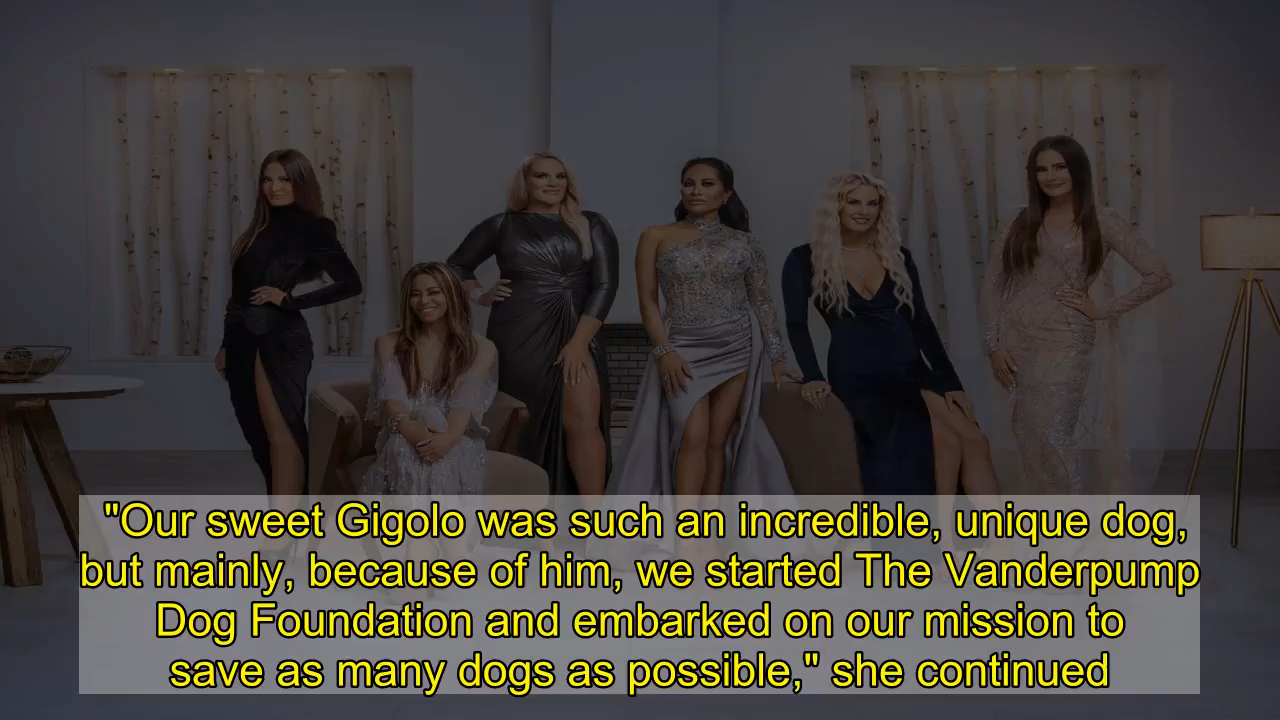 "Our sweet Gigolo was such an incredible, unique dog,
but mainly, because of him, we started The Vanderpump
Dog Foundation and embarked on our mission to
save as many dogs as possible," she continued